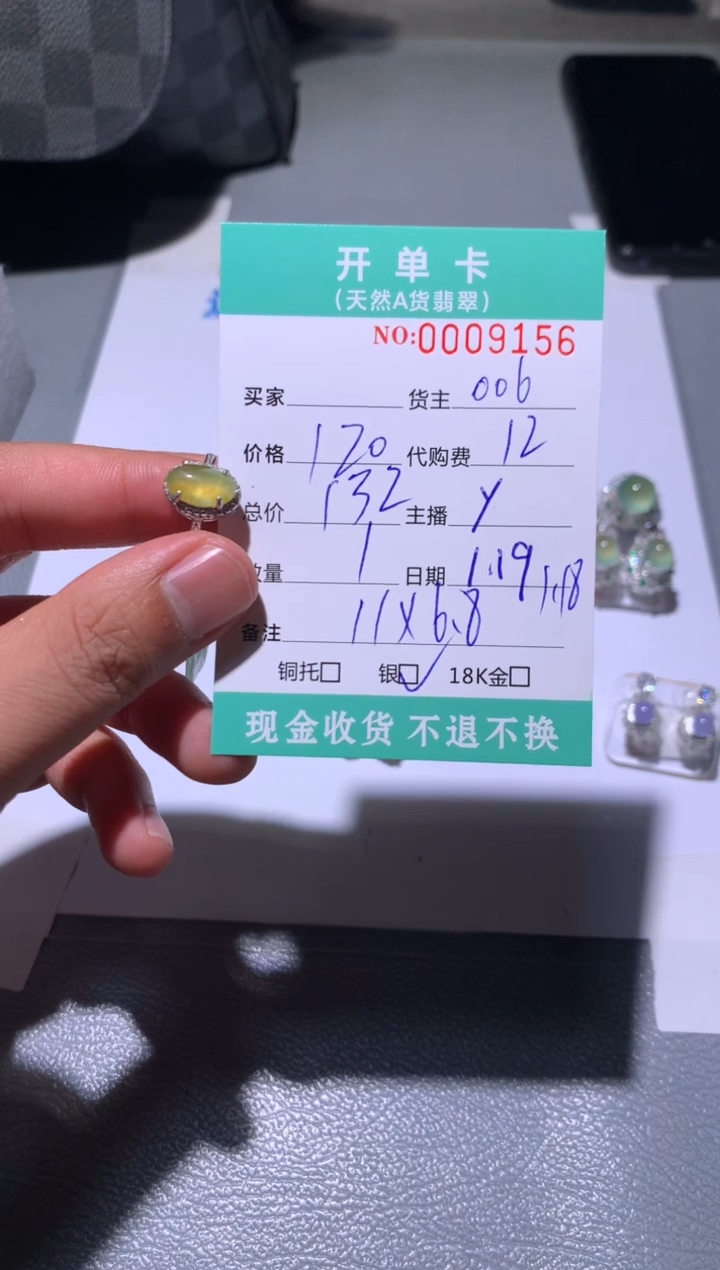 开单卡
(天然A货翡翠)
NO:0009156
买家 货主 006
价格 120 代购费 12
总价 132 主播 y
数量 1 日期 1.19 1.18
备注 11X6.8
铜托□ 银□✓ 18K金□
现金收货 不退不换